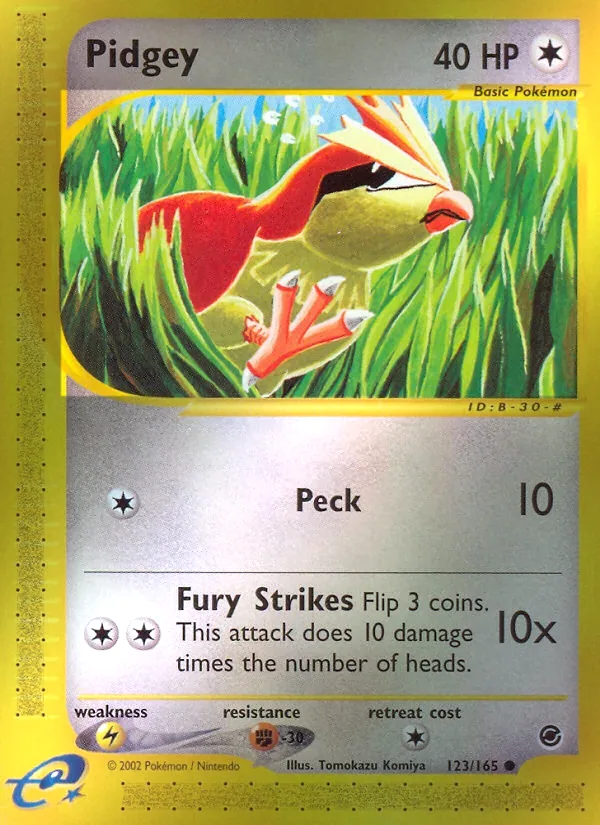 Pidgey 40 HP
Basic Pokémon
ID:B-30-#
Peck 10
Fury Strikes Flip 3 coins.
This attack does 10 damage
times the number of heads.
10x
weakness resistance retreat cost
-30
© 2002 Pokémon / Nintendo Illus. Tomokazu Komiya 123/165
e